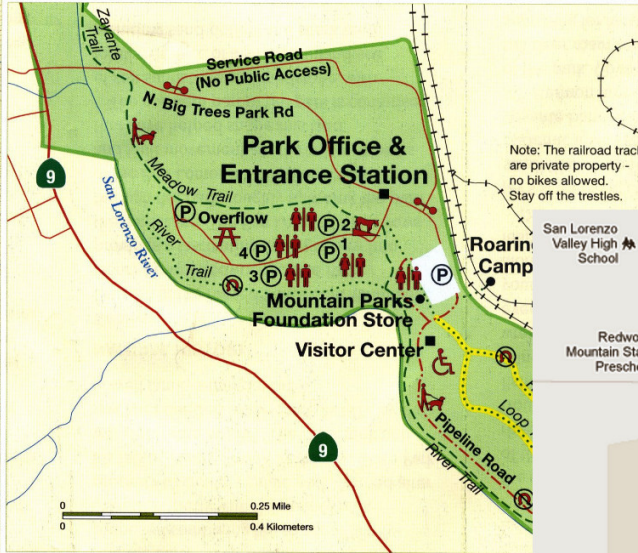 Zayante
Trail
Service Road
(No Public Access)
N. Big Trees Park Rd
Park Office &
Entrance Station
Note: The railroad track
are private property -
no bikes allowed.
Stay off the trestles.
9
San Lorenzo River
Meadow Trail
P
Overflow
P
2
P
1
4
P
3
P
River
Trail
San Lorenzo
Valley High
School
Roaring
Camp
P
Mountain Parks
Foundation Store
Visitor Center
Redwo
Mountain Sta
Presch
Loop
9
Pipeline Road
River Trail
0
0.25 Mile
0
0.4 Kilometers